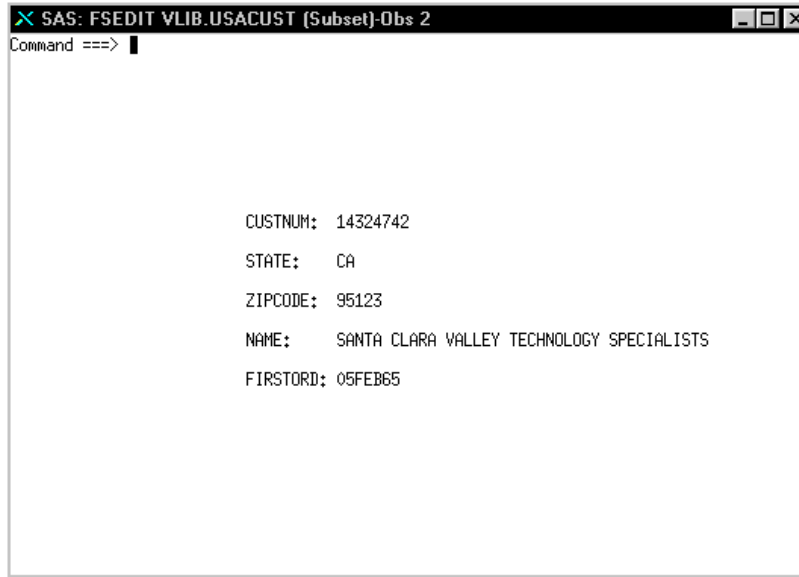 SAS: FSEDIT VLIB.USACUST (Subset)-Obs 2
Command ===>
CUSTNUM: 14324742
STATE: CA
ZIPCODE: 95123
NAME: SANTA CLARA VALLEY TECHNOLOGY SPECIALISTS
FIRSTORD: 05FEB65